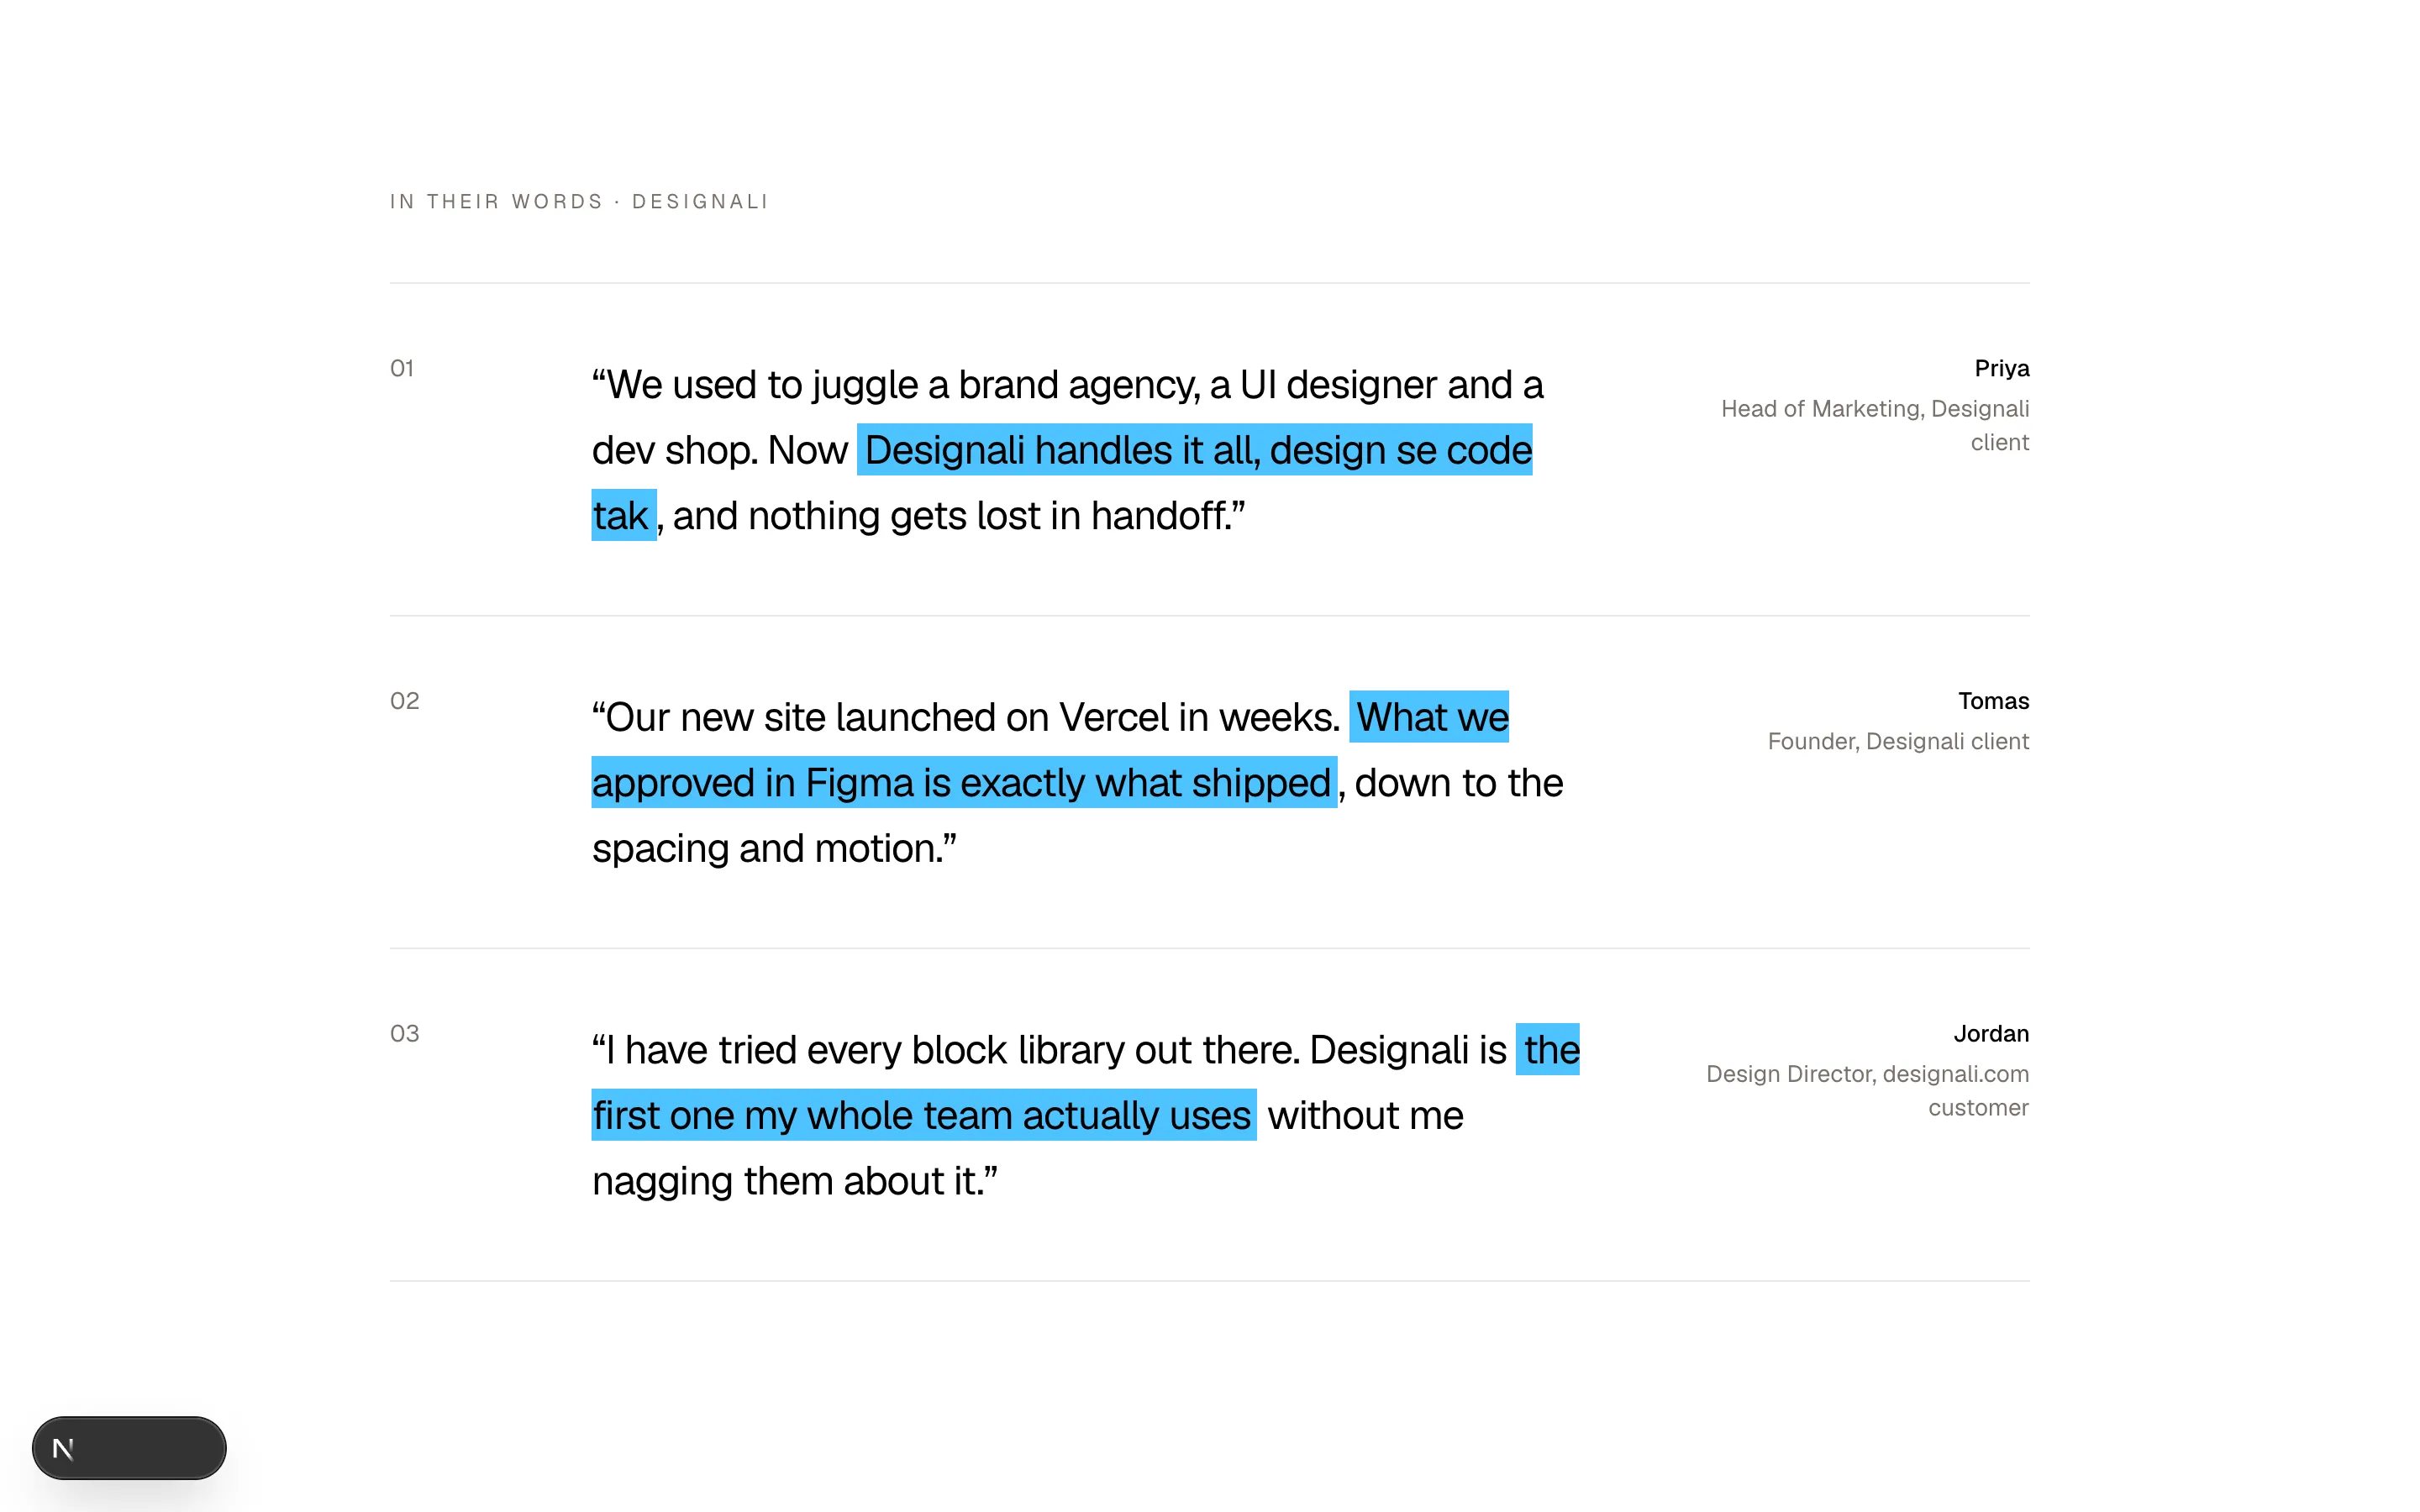 IN THEIR WORDS · DESIGNALI
01
“We used to juggle a brand agency, a UI designer and a
dev shop. Now Designali handles it all, design se code
tak , and nothing gets lost in handoff.”
Priya
Head of Marketing, Designali
client
02
“Our new site launched on Vercel in weeks. What we
approved in Figma is exactly what shipped , down to the
spacing and motion.”
Tomas
Founder, Designali client
03
“I have tried every block library out there. Designali is the
first one my whole team actually uses without me
nagging them about it.”
Jordan
Design Director, designali.com
customer
N